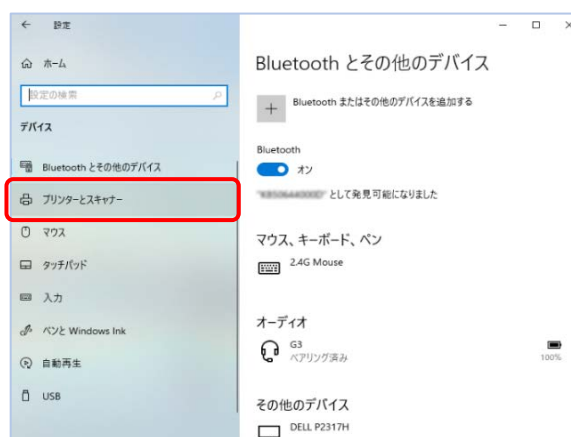 設定
ホーム
設定の検索
デバイス
Bluetooth とその他のデバイス
プリンターとスキャナー
マウス
タッチパッド
入力
ペンと Windows Ink
自動再生
USB
Bluetooth とその他のデバイス
Bluetooth またはその他のデバイスを追加する
Bluetooth
オン
として発見可能になりました
マウス、キーボード、ペン
2.4G Mouse
オーディオ
G3
ペアリング済み
100%
その他のデバイス
DELL P2317H